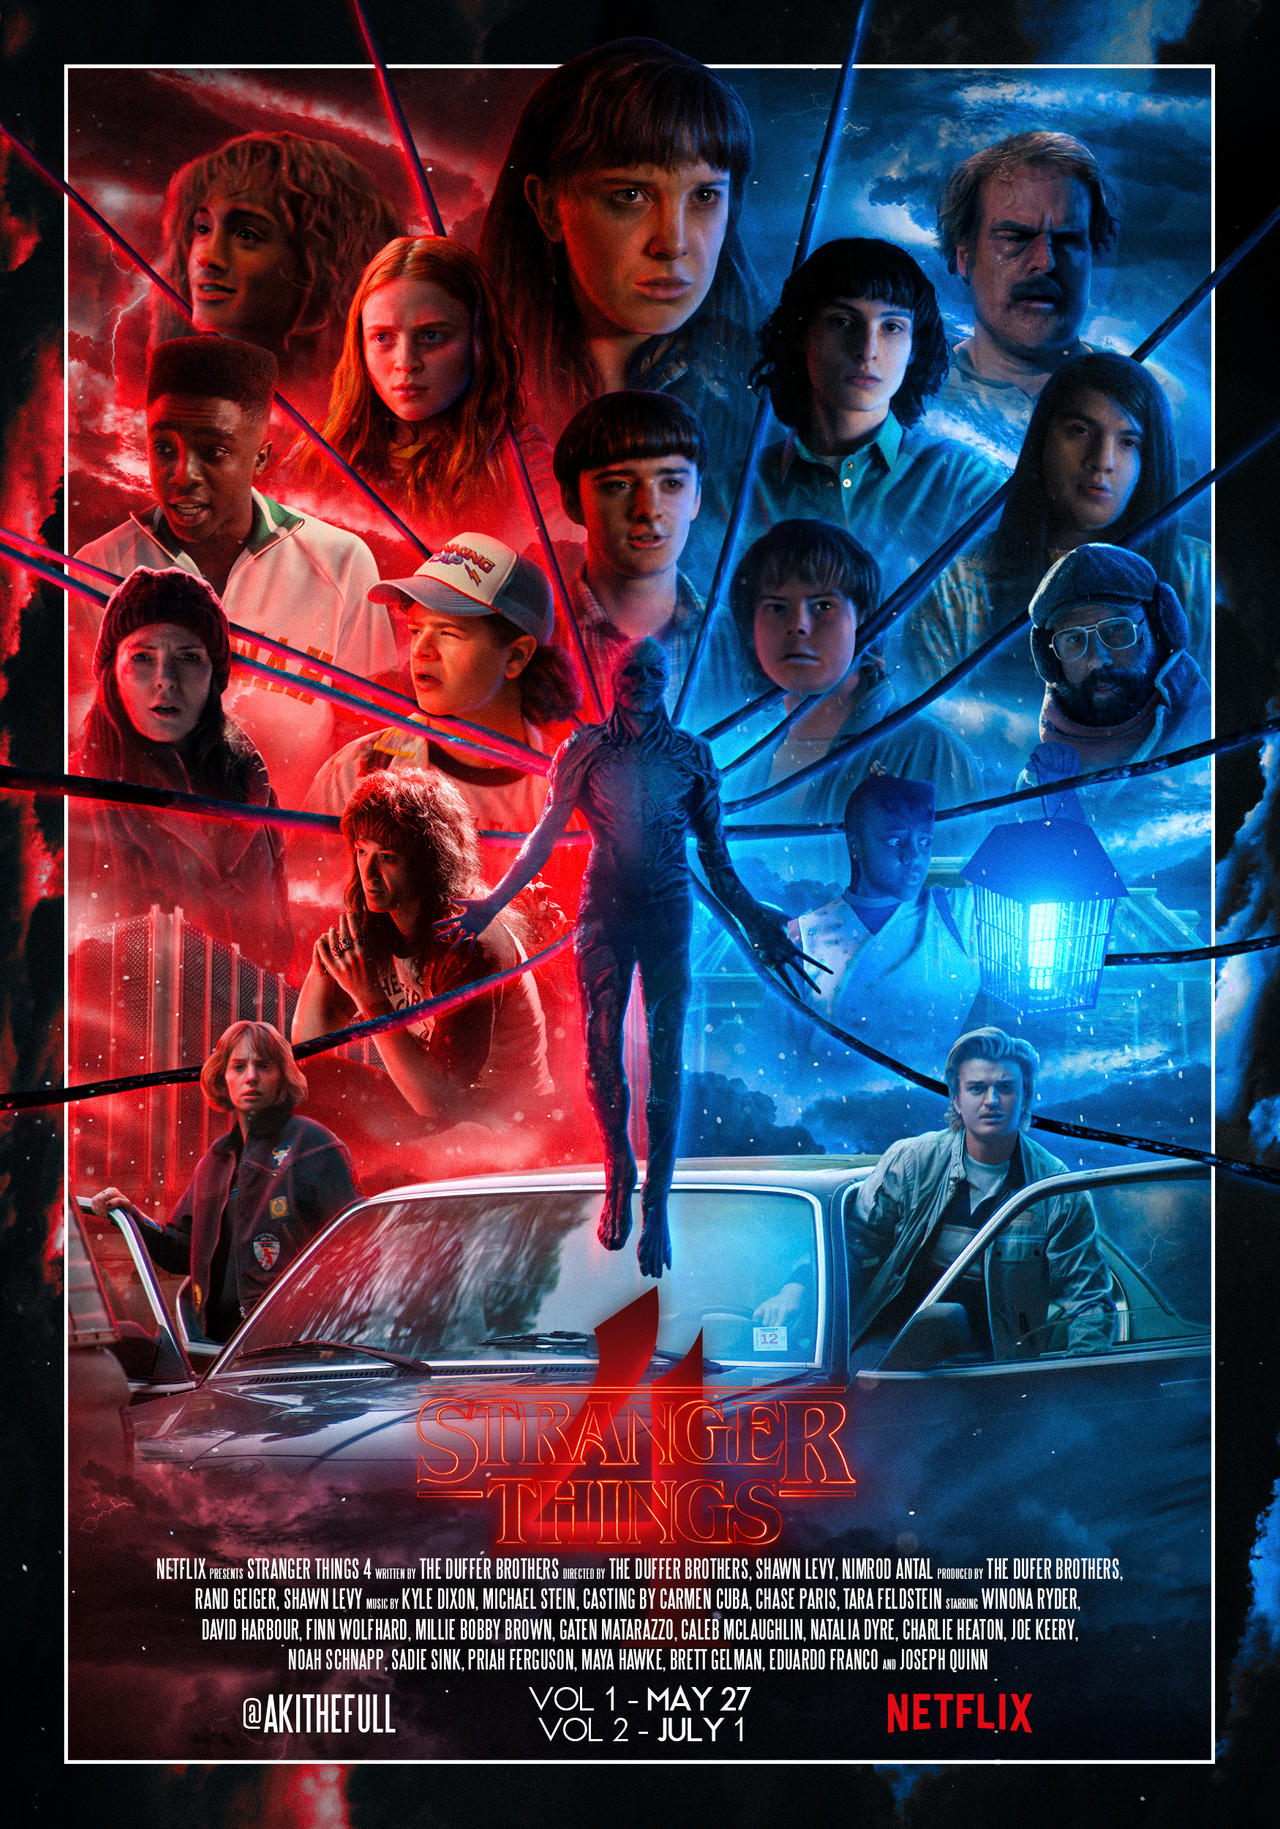 12
STRANGER
THINGS
4
NETFLIX PRESENTS STRANGER THINGS 4 WRITTEN BY THE DUFFER BROTHERS DIRECTED BY THE DUFFER BROTHERS, SHAWN LEVY, NIMROD ANTAL PRODUCED BY THE DUFER BROTHERS,
RAND GEIGER, SHAWN LEVY MUSIC BY KYLE DIXON, MICHAEL STEIN, CASTING BY CARMEN CUBA, CHASE PARIS, TARA FELDSTEIN STARRING WINONA RYDER,
DAVID HARBOUR, FINN WOLFHARD, MILLIE BOBBY BROWN, GATEN MATARAZZO, CALEB MCLAUGHLIN, NATALIA DYRE, CHARLIE HEATON, JOE KEERY,
NOAH SCHNAPP, SADIE SINK, PRIAH FERGUSON, MAYA HAWKE, BRETT GELMAN, EDUARDO FRANCO AND JOSEPH QUINN
@AKITHEFULL
VOL 1 - MAY 27
VOL 2 - JULY 1
NETFLIX